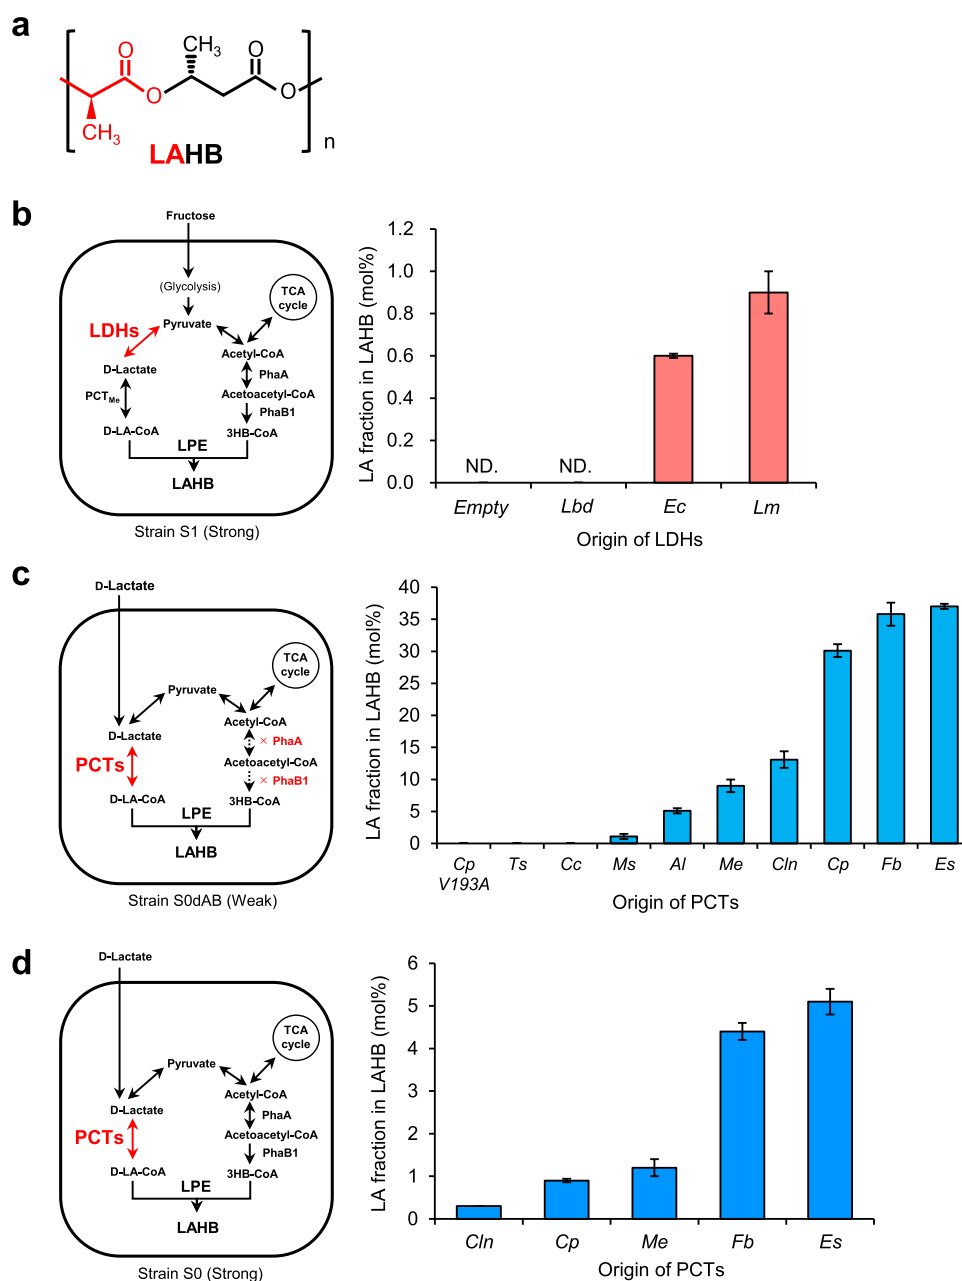 a
O
CH3
O
O
O
CH3
n
LAHB
b
Fructose
(Glycolysis)
TCA
cycle
LDHs
Pyruvate
Acetyl-CoA
D-Lactate
PhaA
PCTMe
Acetoacetyl-CoA
PhaB1
D-LA-CoA
3HB-CoA
LPE
LAHB
Strain S1 (Strong)
LA fraction in LAHB (mol%)
1.2
1.0
0.8
0.6
0.4
0.2
0.0
ND.
ND.
Empty
Lbd
Ec
Lm
Origin of LDHs
c
D-Lactate
TCA
cycle
Pyruvate
Acetyl-CoA
D-Lactate
× PhaA
PCTs
Acetoacetyl-CoA
× PhaB1
D-LA-CoA
3HB-CoA
LPE
LAHB
Strain S0dAB (Weak)
LA fraction in LAHB (mol%)
40
35
30
25
20
15
10
5
0
Cp
V193A
Ts
Cc
Ms
Al
Me
Cln
Cp
Fb
Es
Origin of PCTs
d
D-Lactate
TCA
cycle
Pyruvate
Acetyl-CoA
D-Lactate
PhaA
PCTs
Acetoacetyl-CoA
PhaB1
D-LA-CoA
3HB-CoA
LPE
LAHB
Strain S0 (Strong)
LA fraction in LAHB (mol%)
6
5
4
3
2
1
0
Cln
Cp
Me
Fb
Es
Origin of PCTs